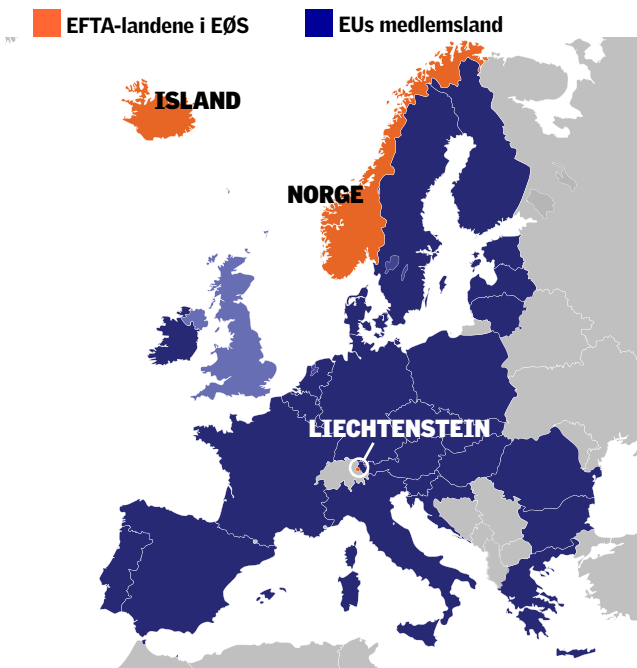 EFTA-landene i EØS
EUs medlemsland
ISLAND
NORGE
LIECHTENSTEIN